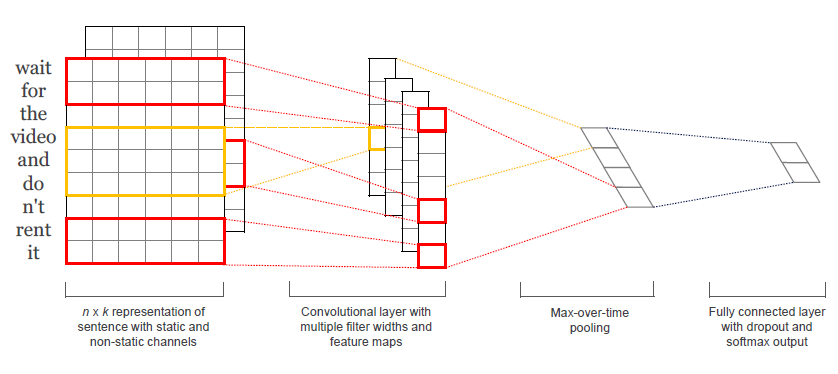 wait
for
the
video
and
do
n't
rent
it
n x k representation of
sentence with static and
non-static channels
Convolutional layer with
multiple filter widths and
feature maps
Max-over-time
pooling
Fully connected layer
with dropout and
softmax output